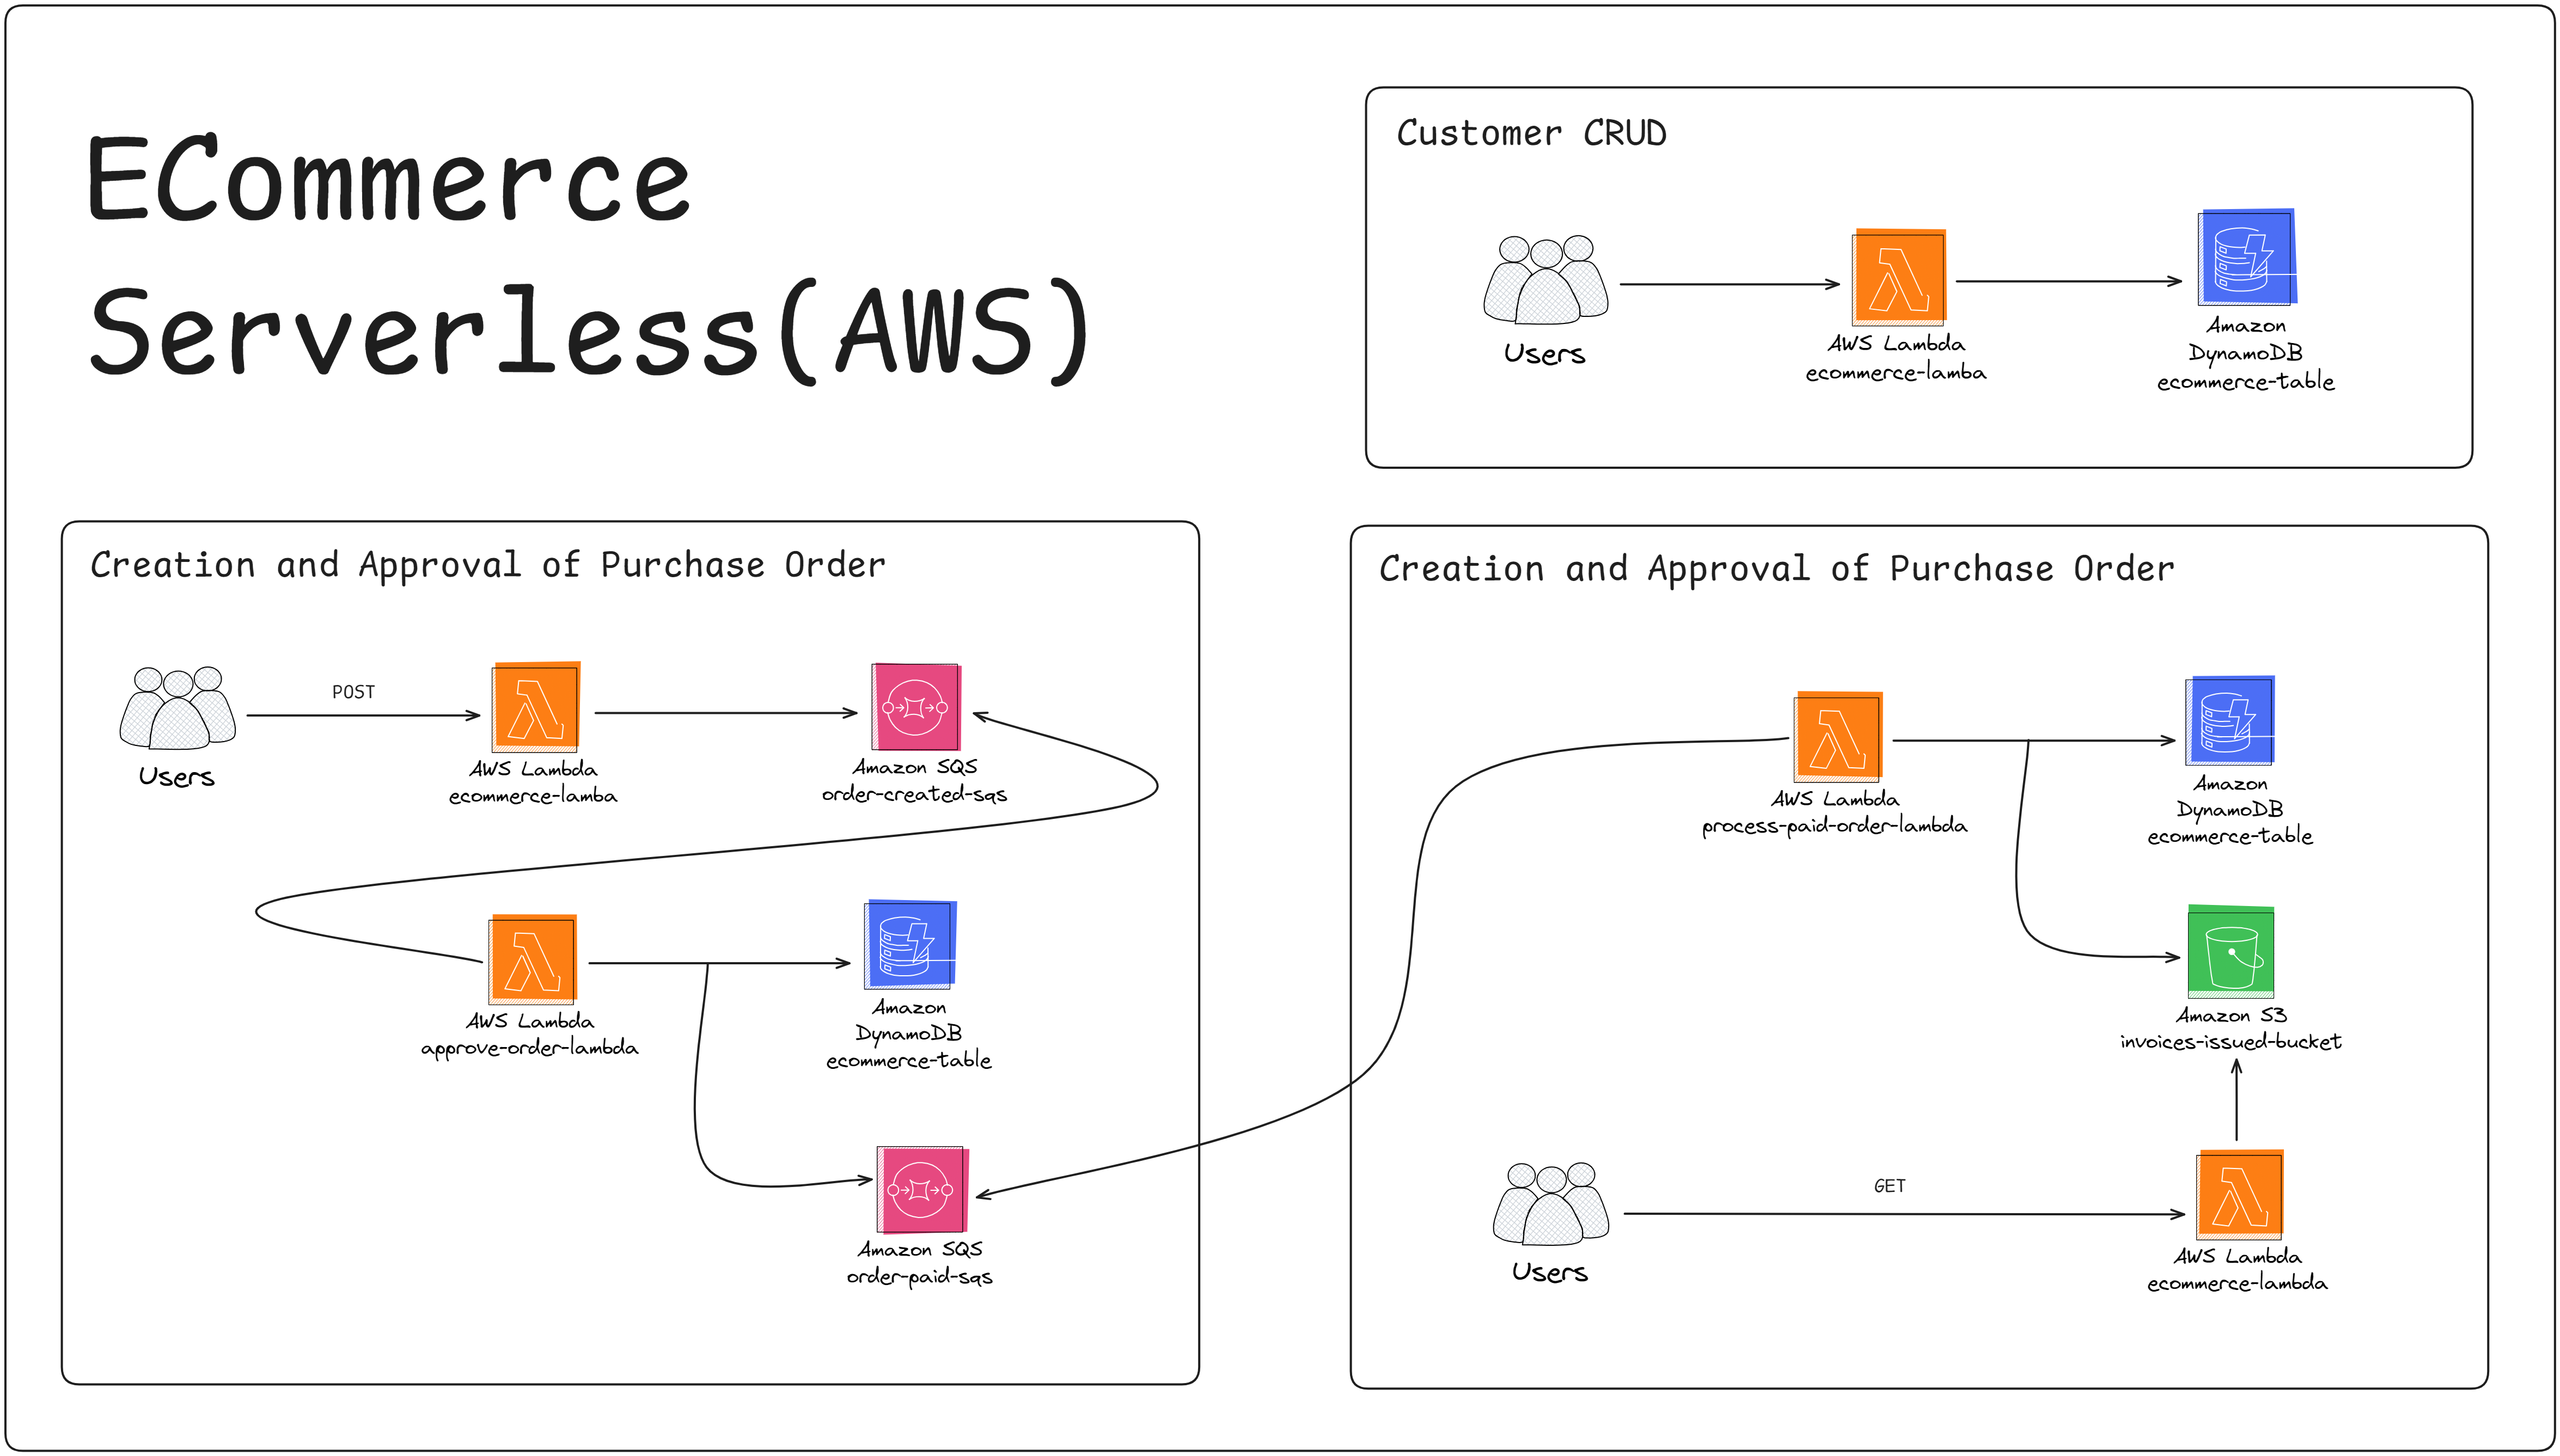 ECommerce
Serverless(AWS)
Customer CRUD
Users
AWS Lambda
ecommerce-lamba
Amazon
DynamoDB
ecommerce-table
Creation and Approval of Purchase Order
POST
Users
AWS Lambda
ecommerce-lamba
Amazon SQS
order-created-sqs
AWS Lambda
approve-order-lambda
Amazon
DynamoDB
ecommerce-table
Amazon SQS
order-paid-sqs
Creation and Approval of Purchase Order
AWS Lambda
process-paid-order-lambda
Amazon
DynamoDB
ecommerce-table
Amazon S3
invoices-issued-bucket
GET
Users
AWS Lambda
ecommerce-lambda